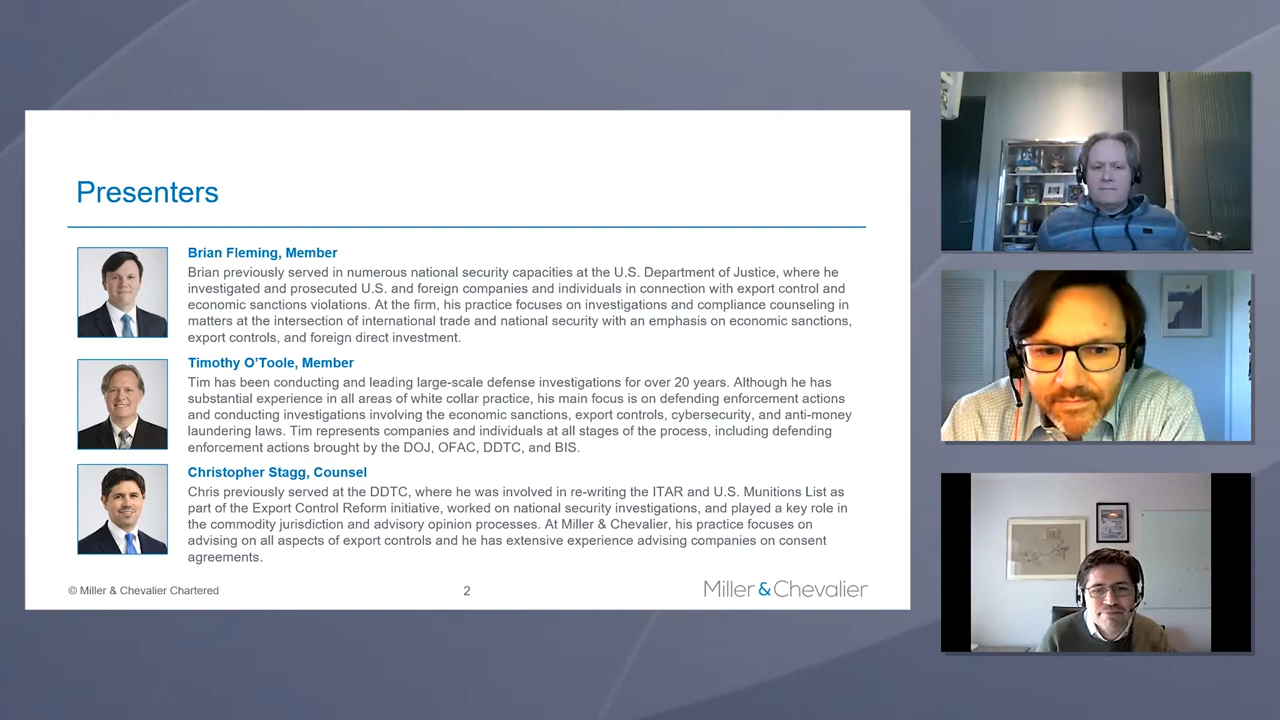 Presenters
Brian Fleming, Member
Brian previously served in numerous national security capacities at the U.S. Department of Justice, where he
investigated and prosecuted U.S. and foreign companies and individuals in connection with export control and
economic sanctions violations. At the firm, his practice focuses on investigations and compliance counseling in
matters at the intersection of international trade and national security with an emphasis on economic sanctions,
export controls, and foreign direct investment.
Timothy O'Toole, Member
Tim has been conducting and leading large-scale defense investigations for over 20 years. Although he has
substantial experience in all areas of white collar practice, his main focus is on defending enforcement actions
and conducting investigations involving the economic sanctions, export controls, cybersecurity, and anti-money
laundering laws. Tim represents companies and individuals at all stages of the process, including defending
enforcement actions brought by the DOJ, OFAC, DDTC, and BIS.
Christopher Stagg, Counsel
Chris previously served at the DDTC, where he was involved in re-writing the ITAR and U.S. Munitions List as
part of the Export Control Reform initiative, worked on national security investigations, and played a key role in
the commodity jurisdiction and advisory opinion processes. At Miller & Chevalier, his practice focuses on
advising on all aspects of export controls and he has extensive experience advising companies on consent
agreements.
© Miller & Chevalier Chartered
2
Miller & Chevalier